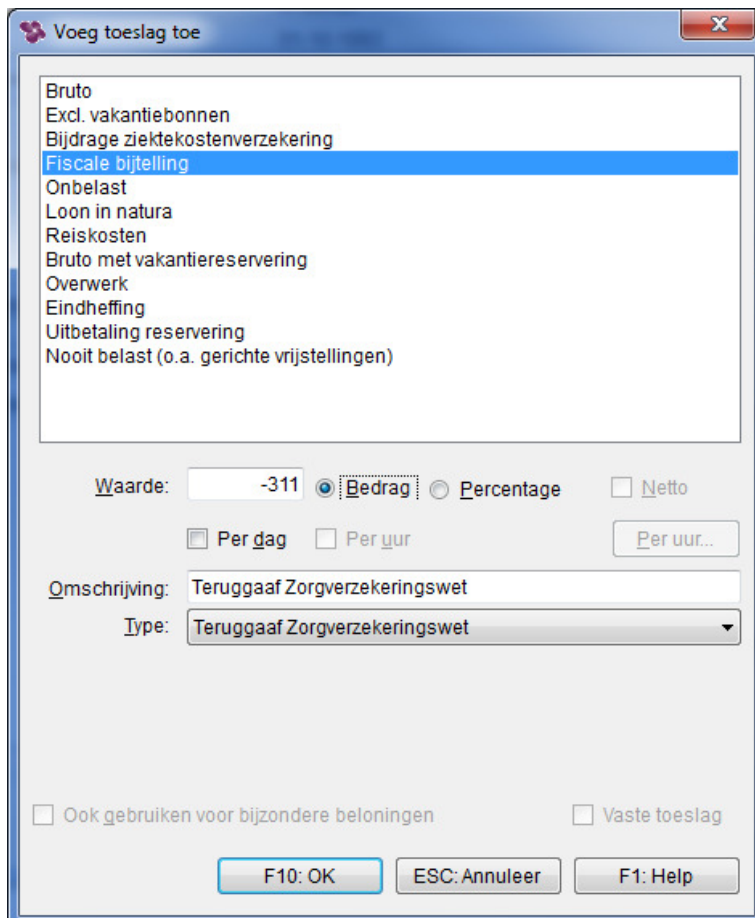 Voeg toeslag toe
Bruto
Excl. vakantiebonnen
Bijdrage ziektekostenverzekering
Fiscale bijtelling
Onbelast
Loon in natura
Reiskosten
Bruto met vakantiereservering
Overwerk
Eindheffing
Uitbetaling reservering
Nooit belast (o.a. gerichte vrijstellingen)
Waarde: -311 Bedrag Percentage Netto
Per dag Per uur Per uur...
Omschrijving: Teruggaaf Zorgverzekeringswet
Type: Teruggaaf Zorgverzekeringswet
Ook gebruiken voor bijzondere beloningen Vaste toeslag
F10: OK ESC: Annuleer F1: Help